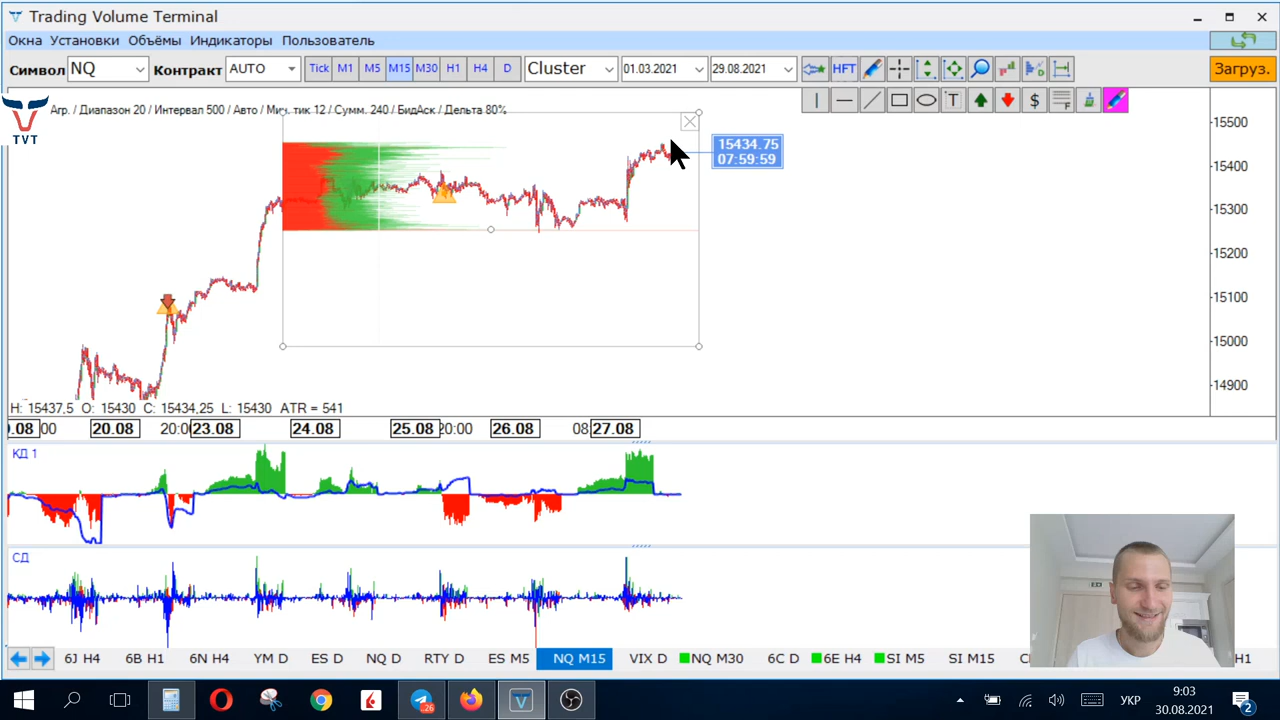 Trading Volume Terminal
Окна Установки Объёмы Индикаторы Пользователь
Символ NQ Контракт AUTO Tick M1 M5 M15 M30 H1 H4 D Cluster 01.03.2021 29.08.2021 HFT Загруз.
T F $
TVT
Агр. / Диапазон 20 / Интервал 500 / Авто / Мин. тик 12 / Сумм. 240 / БидАск / Дельта 80%
15434.75
07:59:59
15500
15400
15300
15200
15100
15000
14900
H: 15437.5 O: 15430 C: 15434.25 L: 15430 ATR = 541
20.08 23.08 24.08 25.08 20:00 26.08 27.08
КД 1
СД
6J H4 6B H1 6N H4 YM D ES D NQ D RTY D ES M5 NQ M15 VIX D NQ M30 6C D 6E H4 SI M5 SI M15 H1
26 УКР 9:03
30.08.2021 2